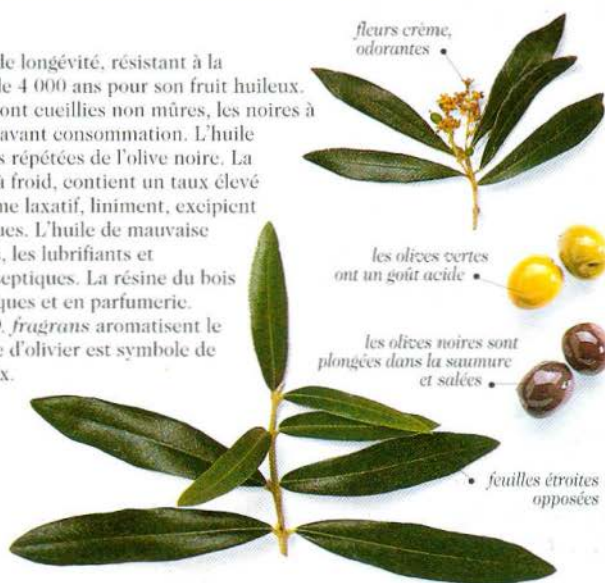 de longévité, résistant à la
de 4 000 ans pour son fruit huileux.
ont cueillies non mûres, les noires à
avant consommation. L'huile
s répétées de l'olive noire. La
à froid, contient un taux élevé
me laxatif, liniment, excipient
ues. L'huile de mauvaise
, les lubrifiants et
septiques. La résine du bois
ques et en parfumerie.
O. fragrans aromatisent le
e d'olivier est symbole de
x.
fleurs crème,
odorantes
les olives vertes
ont un goût acide
les olives noires sont
plongées dans la saumure
et salées
feuilles étroites
opposées